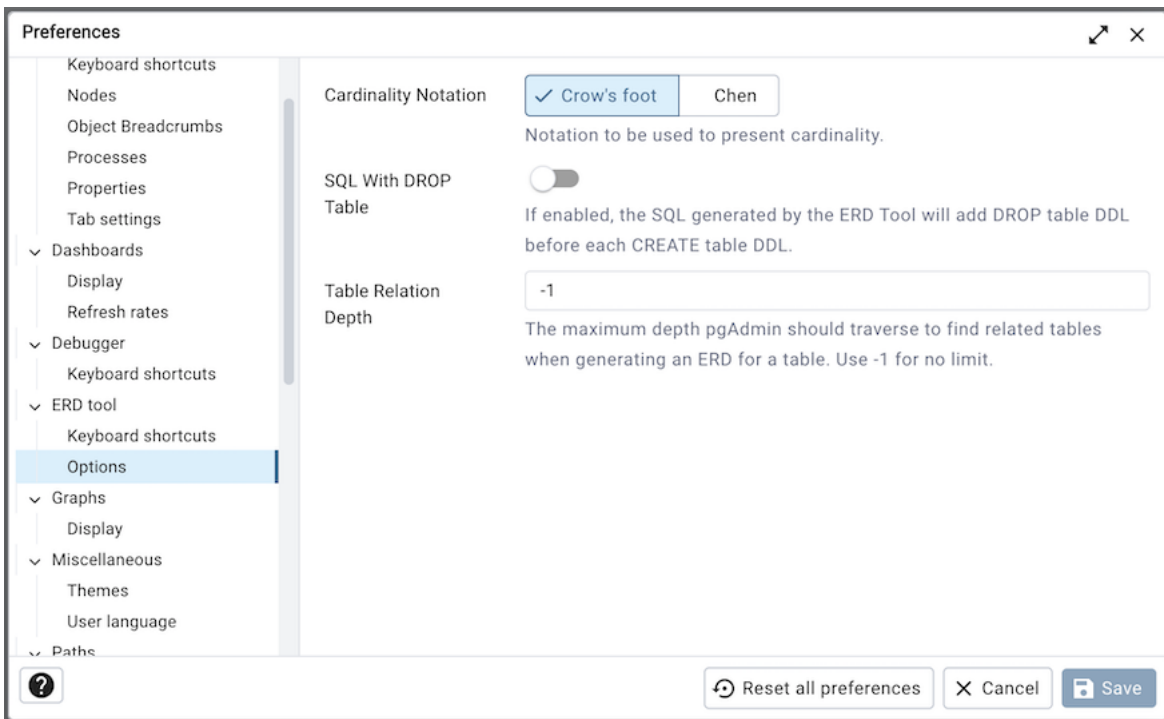 Preferences
Keyboard shortcuts
Nodes
Object Breadcrumbs
Processes
Properties
Tab settings
Dashboards
Display
Refresh rates
Debugger
Keyboard shortcuts
ERD tool
Keyboard shortcuts
Options
Graphs
Display
Miscellaneous
Themes
User language
Paths
Cardinality Notation
Crow's foot
Chen
Notation to be used to present cardinality.
SQL With DROP
Table
If enabled, the SQL generated by the ERD Tool will add DROP table DDL
before each CREATE table DDL.
Table Relation
Depth
-1
The maximum depth pgAdmin should traverse to find related tables
when generating an ERD for a table. Use -1 for no limit.
?
Reset all preferences
Cancel
Save